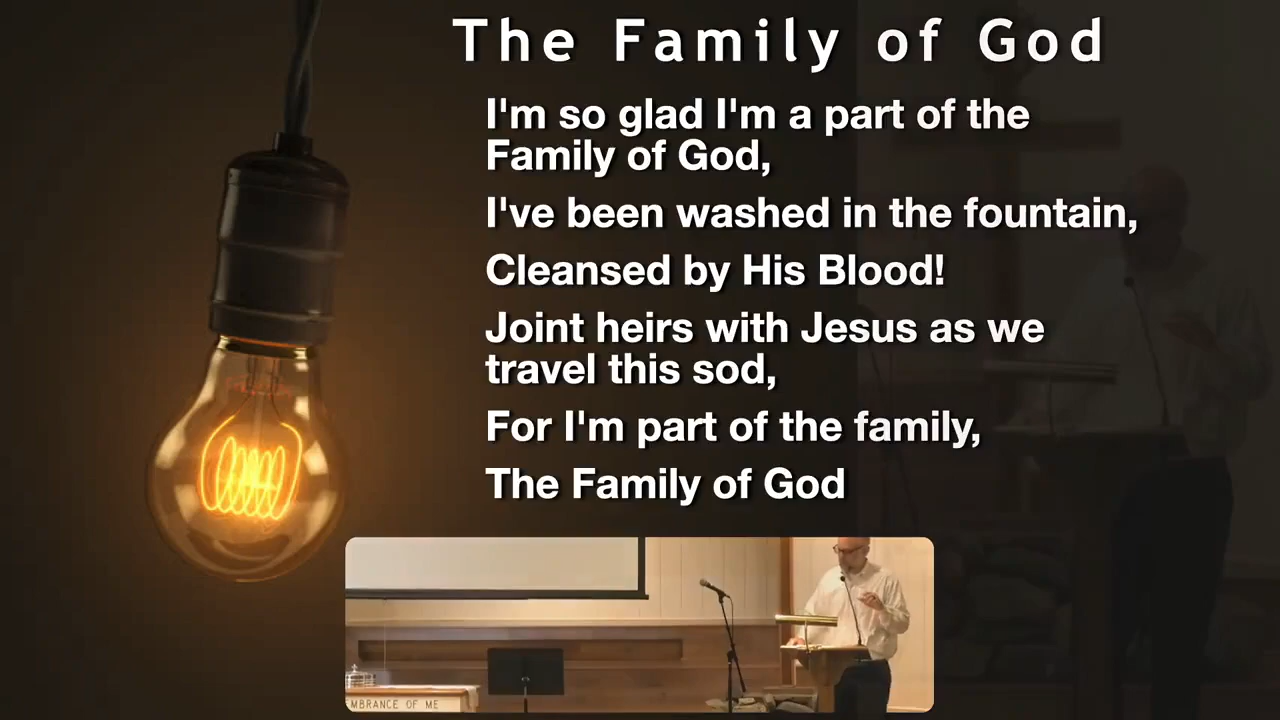 The Family of God
I'm so glad I'm a part of the
Family of God,
I've been washed in the fountain,
Cleansed by His Blood!
Joint heirs with Jesus as we
travel this sod,
For I'm part of the family,
The Family of God
MBRANCE OF ME